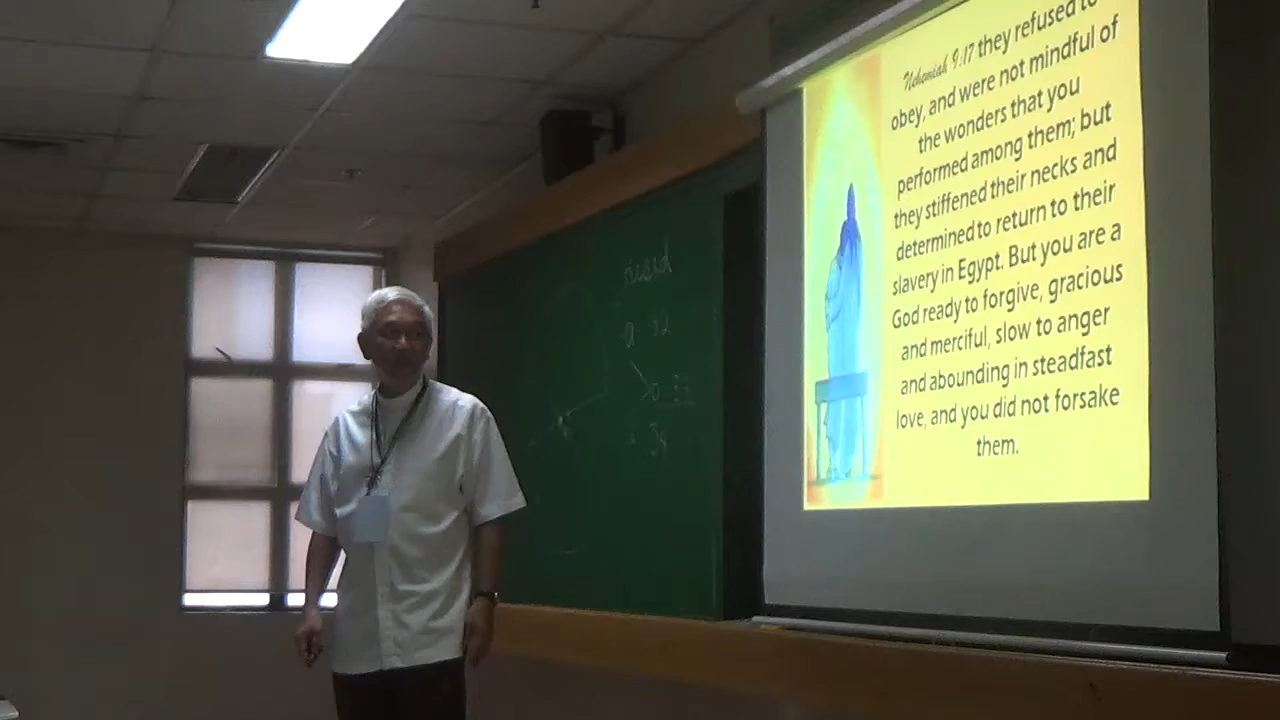 Nehemiah 9:17 they refused to
obey, and were not mindful of
the wonders that you
performed among them; but
they stiffened their necks and
determined to return to their
slavery in Egypt. But you are a
God ready to forgive, gracious
and merciful, slow to anger
and abounding in steadfast
love, and you did not forsake
them.
a. 32